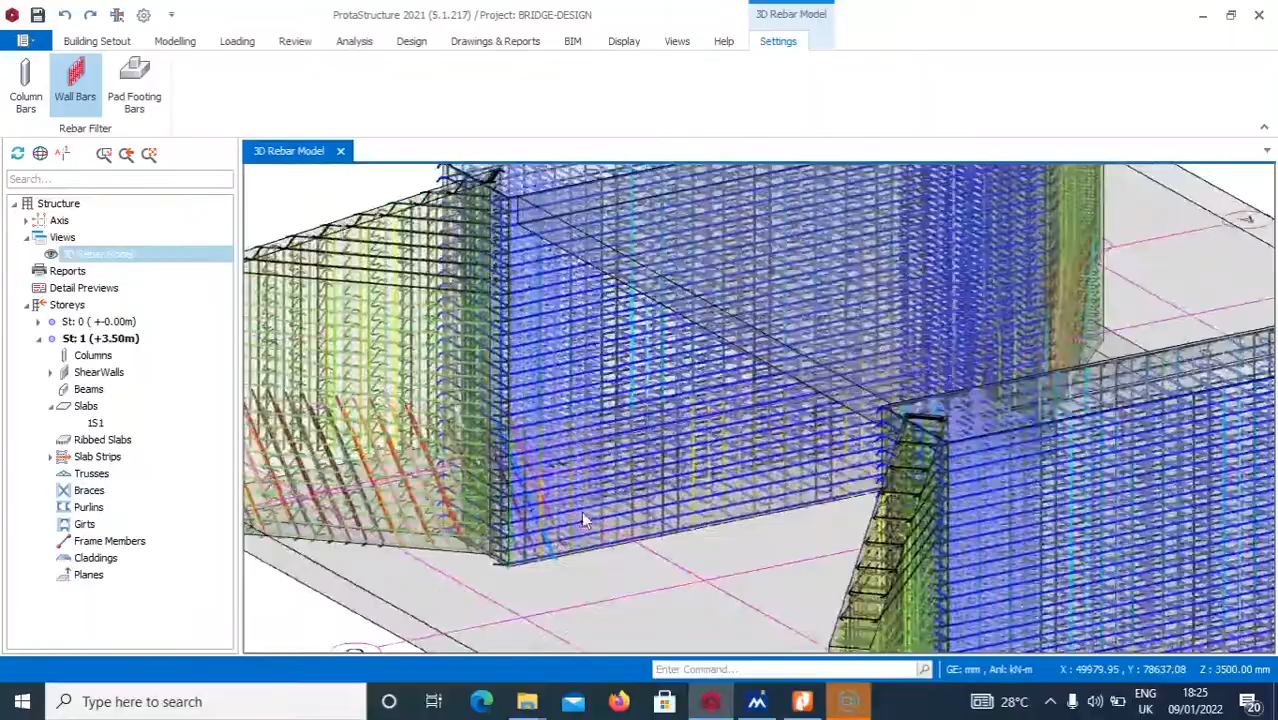 ProtaStructure 2021 (5.1.217) / Project: BRIDGE-DESIGN
3D Rebar Model
Building Setout Modelling Loading Review Analysis Design Drawings & Reports BIM Display Views Help Settings
Column Bars
Wall Bars
Pad Footing Bars
Rebar Filter
3D Rebar Model
Search...
Structure
Axis
Views
3D Rebar Model
Reports
Detail Previews
Storeys
St: 0 ( +-0.00m)
St: 1 (+3.50m)
Columns
ShearWalls
Beams
Slabs
1S1
Ribbed Slabs
Slab Strips
Trusses
Braces
Purlins
Girts
Frame Members
Claddings
Planes
Enter Command...
GE: mm , Anl: kN-m
X : 49979.95 , Y : 78637.08
Z : 3500.00 mm
Type here to search
28°C
ENG
UK
18:25
09/01/2022
20